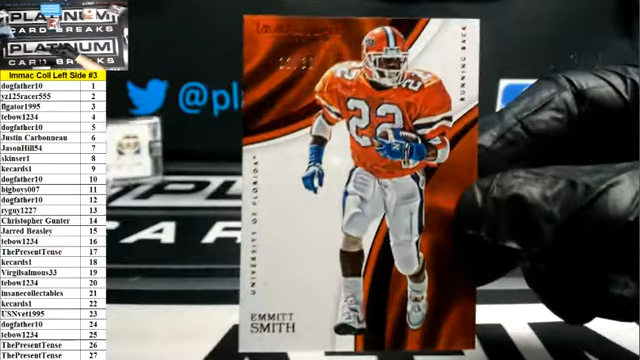 PLATINUM
CARD BREAKS
PLATINUM
CARD BREAKS
Immac Coll Left Side #3
dogfather10 1
yz125racer555 2
flgator1995 3
tebow1234 4
dogfather10 5
Justin Carbonneau 6
JasonHill54 7
skinser1 8
kecards1 9
dogfather10 10
bigboys007 11
dogfather10 12
ryguy1227 13
Christopher Gunter 14
Jarred Beasley 15
tebow1234 16
ThePresentTense 17
kecards1 18
Virgilsalmons33 19
tebow1234 20
insanecollectables 21
kecards1 22
USNvet1995 23
dogfather10 24
tebow1234 25
ThePresentTense 26
ThePresentTense 27
@pla
RUNNING BACK
22
UNIVERSITY OF FLORIDA
EMMITT
SMITH